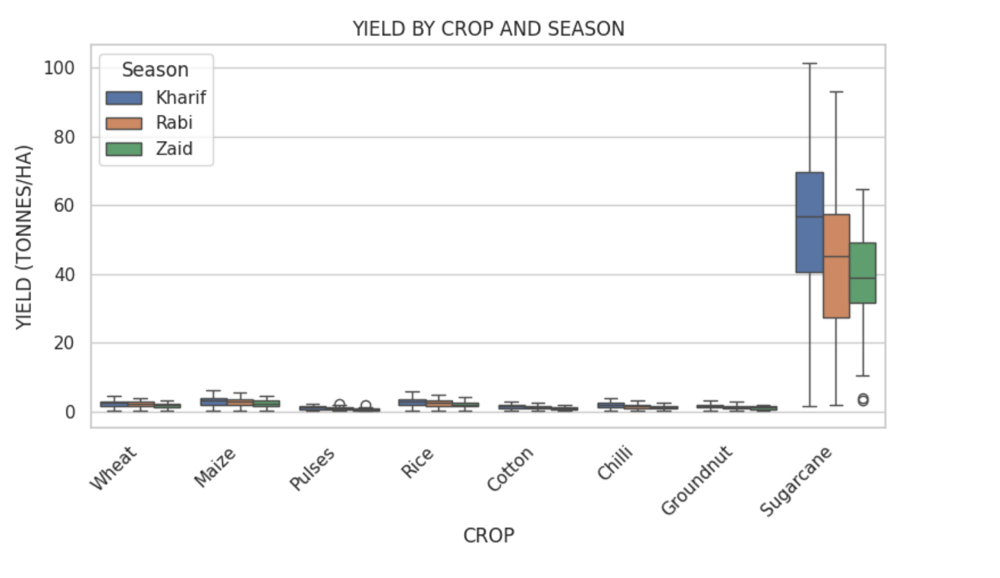 YIELD BY CROP AND SEASON
YIELD (TONNES/HA)
100
80
60
40
20
0
Season
Kharif
Rabi
Zaid
Wheat
Maize
Pulses
Rice
Cotton
Chilli
Groundnut
Sugarcane
CROP